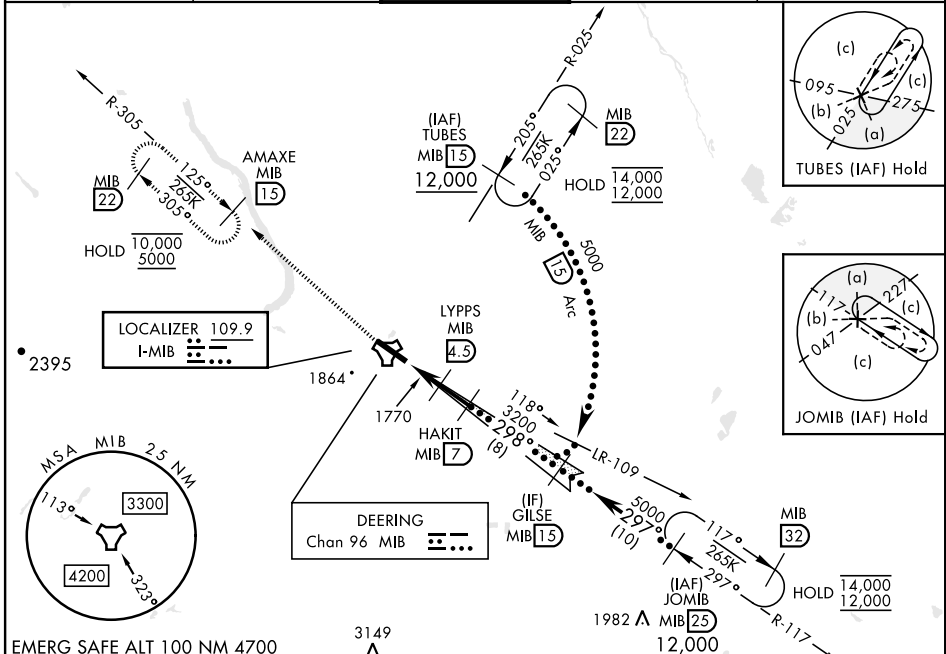 R-305
125°
265K
305°
MIB
22
AMAXE
MIB
15
HOLD 10,000
5000
(IAF)
TUBES
MIB 15
12,000
R-025
205°
265K
025°
MIB
22
HOLD 14,000
12,000
MIB 15 Arc
5000
(c)
095
(c)
(b)
275
025
(a)
TUBES (IAF) Hold
(a)
117
227
(b)
(c)
047
(c)
JOMIB (IAF) Hold
LOCALIZER 109.9
I-MIB
2395
1864
1770
LYPPS
MIB
4.5
HAKIT
MIB 7
118°
3200
298°
(8)
LR-109
(IF)
GILSE
MIB 15
5000
297°
(10)
117°
265K
297°
MIB
32
HOLD 14,000
12,000
R-117
(IAF)
JOMIB
MIB 25
12,000
1982
DEERING
Chan 96 MIB
MSA MIB 25 NM
113°
3300
4200
323°
EMERG SAFE ALT 100 NM 4700
3149